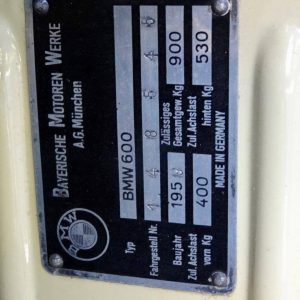 BAYERISCHE MOTOREN WERKE
A.G. München
BMW
Typ BMW 600
Fahrgestell Nr. 1 4 8 5 4 6
Baujahr
Zulässiges
Gesamtgew. Kg 900
Zul. Achslast
vorn Kg 400
Zul. Achslast
hinten Kg 530
MADE IN GERMANY